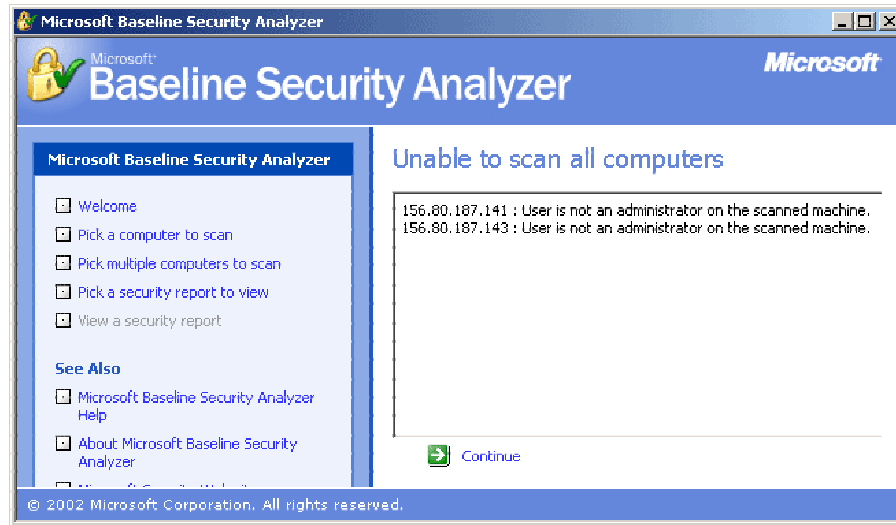 Microsoft Baseline Security Analyzer
Microsoft
Baseline Security Analyzer
Microsoft
Microsoft Baseline Security Analyzer
Welcome
Pick a computer to scan
Pick multiple computers to scan
Pick a security report to view
View a security report
See Also
Microsoft Baseline Security Analyzer
Help
About Microsoft Baseline Security
Analyzer
Unable to scan all computers
156.80.187.141 : User is not an administrator on the scanned machine.
156.80.187.143 : User is not an administrator on the scanned machine.
Continue
© 2002 Microsoft Corporation. All rights reserved.